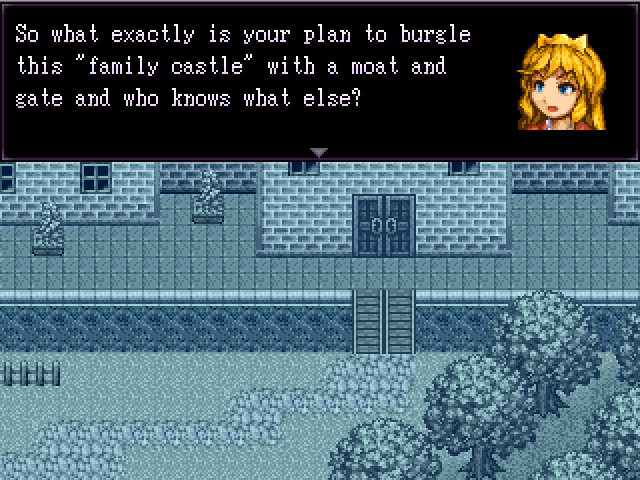 So what exactly is your plan to burgle
this "family castle" with a moat and
gate and who knows what else?